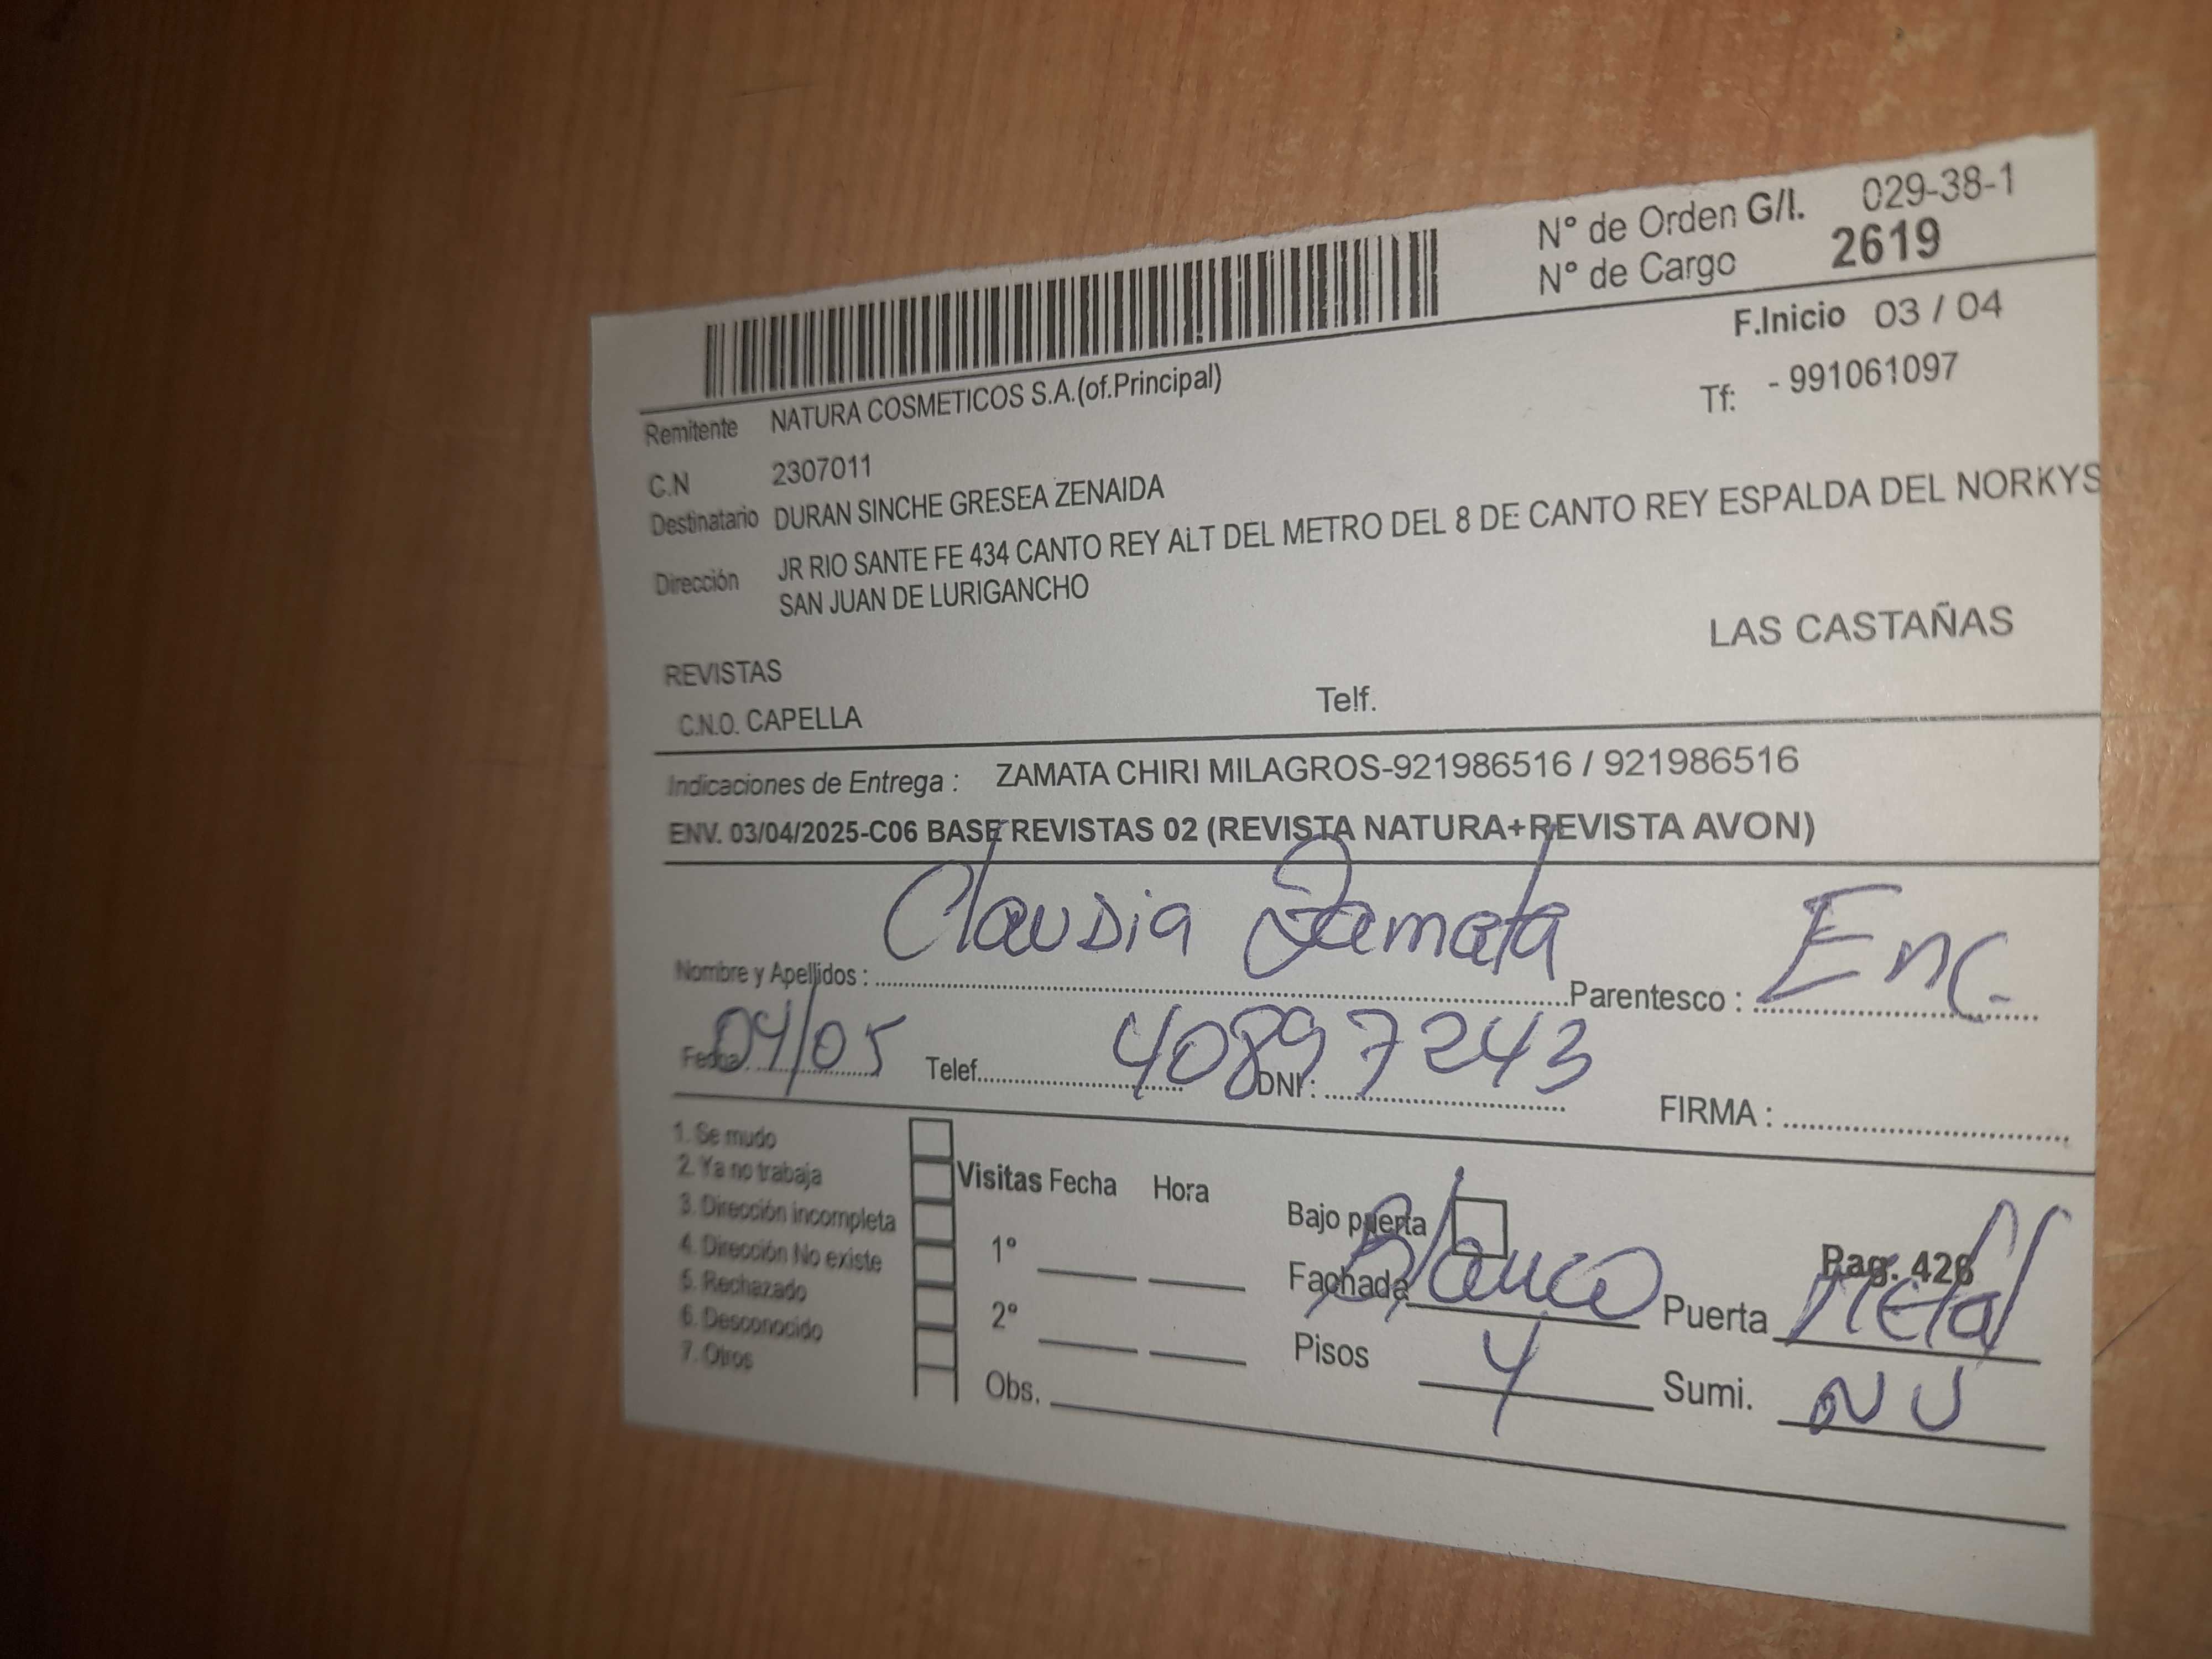 N° de Orden G/I. 029-38-1
N° de Cargo 2619
F.Inicio 03 / 04
Remitente NATURA COSMETICOS S.A.(of.Principal)
Tf: - 991061097
C.N 2307011
Destinatario DURAN SINCHE GRESEA ZENAIDA
Dirección JR RIO SANTE FE 434 CANTO REY ALT DEL METRO DEL 8 DE CANTO REY ESPALDA DEL NORKYS
SAN JUAN DE LURIGANCHO
LAS CASTAÑAS
REVISTAS
C.N.O. CAPELLA Telf.
Indicaciones de Entrega : ZAMATA CHIRI MILAGROS-921986516 / 921986516
ENV. 03/04/2025-C06 BASE REVISTAS 02 (REVISTA NATURA+REVISTA AVON)
Nombre y Apellidos : Claudia Zamata Parentesco : Enc.
Fecha 04/05 Telef. DNI: 40897243 FIRMA :
1. Se mudo
2. Ya no trabaja
3. Dirección incompleta
4. Dirección No existe
5. Rechazado
6. Desconocido
7. Otros
Visitas Fecha Hora
1°
2°
Obs.
Bajo puerta
Pag. 426
Fachada Blanco Puerta Metal
Pisos 4 Sumi. NU